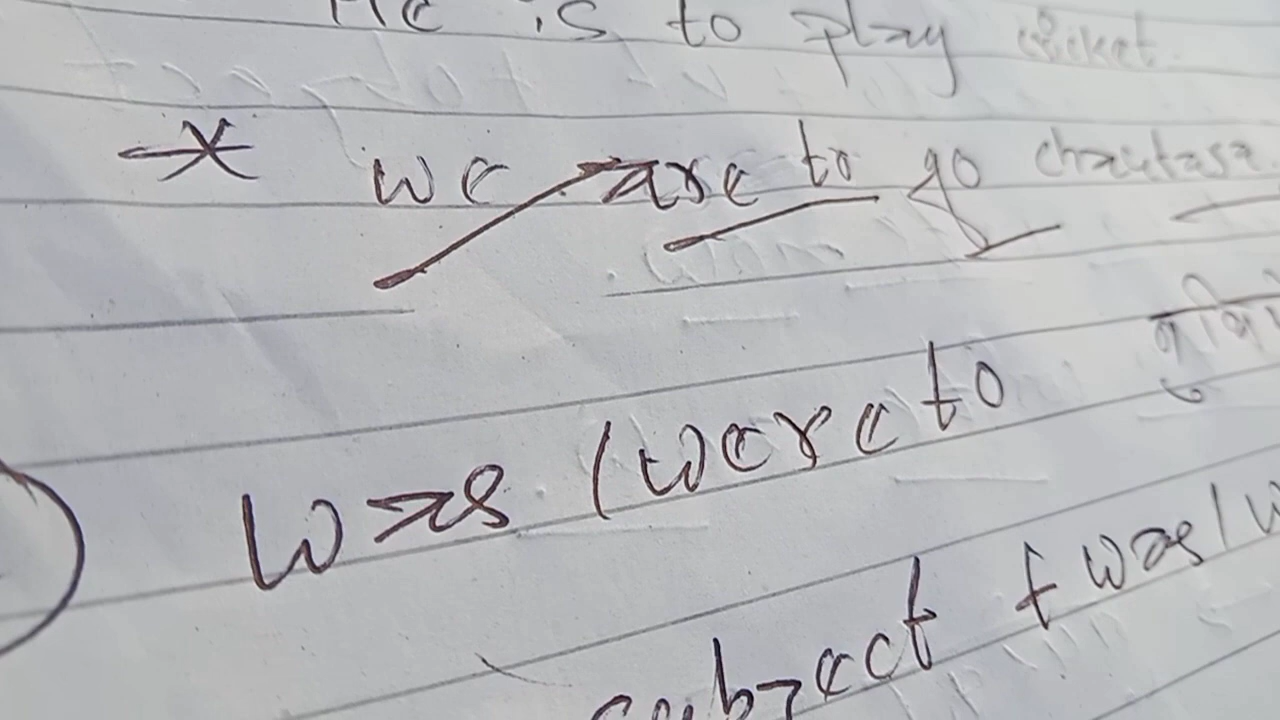 He is to play cricket.
* we are to go
was / were to
subject + was / w